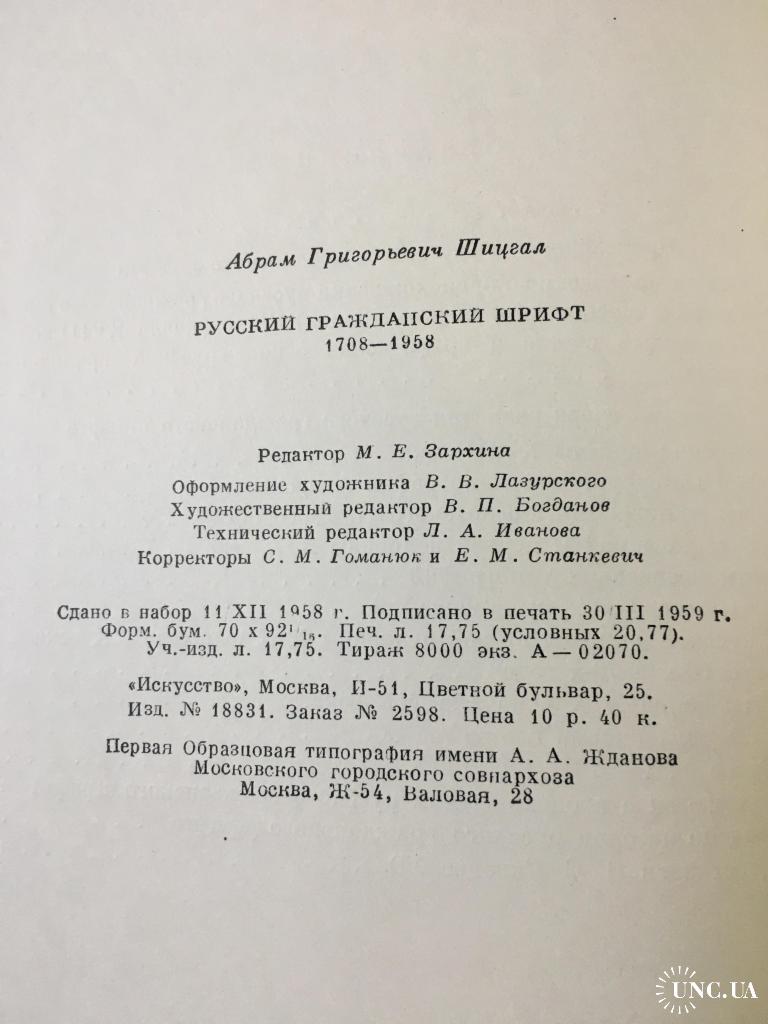 Абрам Григорьевич Шицгал
РУССКИЙ ГРАЖДАНСКИЙ ШРИФТ
1708—1958
Редактор М. Е. Зархина
Оформление художника В. В. Лазурского
Художественный редактор В. П. Богданов
Технический редактор Л. А. Иванова
Корректоры С. М. Гоманюк и Е. М. Станкевич
Сдано в набор 11 XII 1958 г. Подписано в печать 30 III 1959 г.
Форм. бум. 70 х 92¹/₁₆. Печ. л. 17,75 (условных 20,77).
Уч.-изд. л. 17,75. Тираж 8000 экз. А — 02070.
«Искусство», Москва, И-51, Цветной бульвар, 25.
Изд. № 18831. Заказ № 2598. Цена 10 р. 40 к.
Первая Образцовая типография имени А. А. Жданова
Московского городского совнархоза
Москва, Ж-54, Валовая, 28
UNC.UA